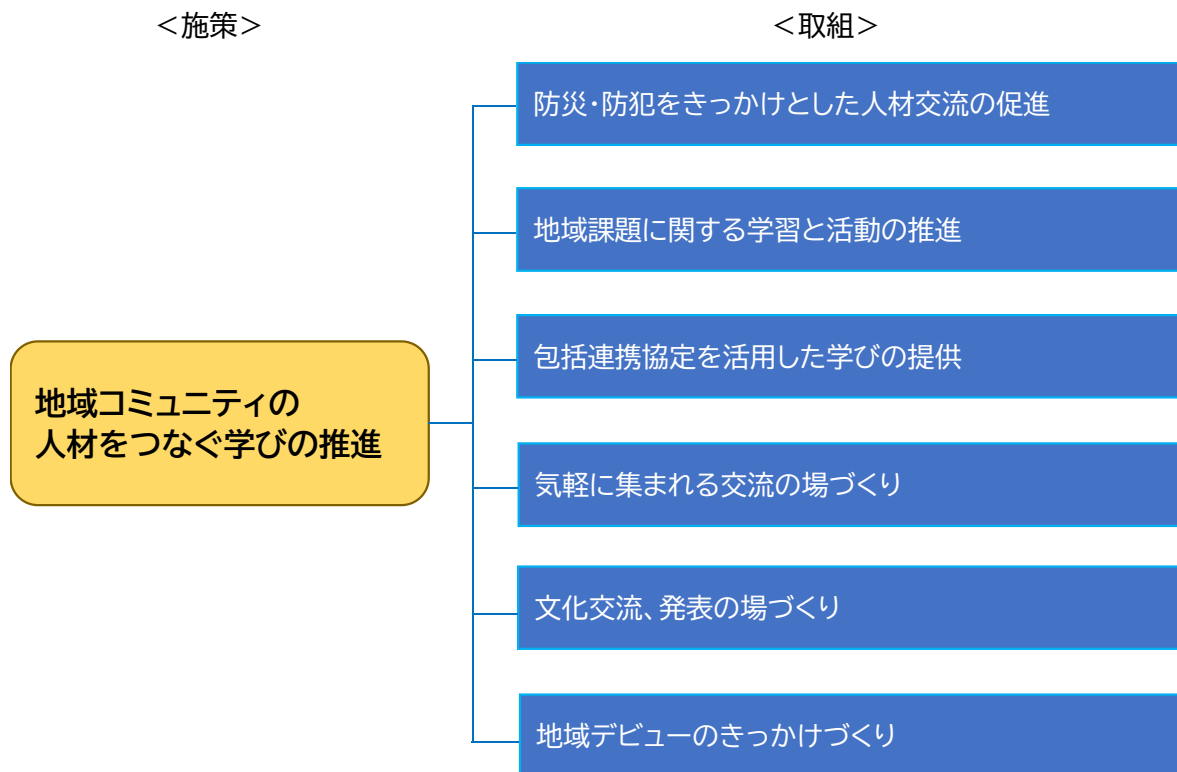 ＜施策＞
＜取組＞
防災・防犯をきっかけとした人材交流の促進
地域課題に関する学習と活動の推進
包括連携協定を活用した学びの提供
地域コミュニティの
人材をつなぐ学びの推進
気軽に集まれる交流の場づくり
文化交流、発表の場づくり
地域デビューのきっかけづくり